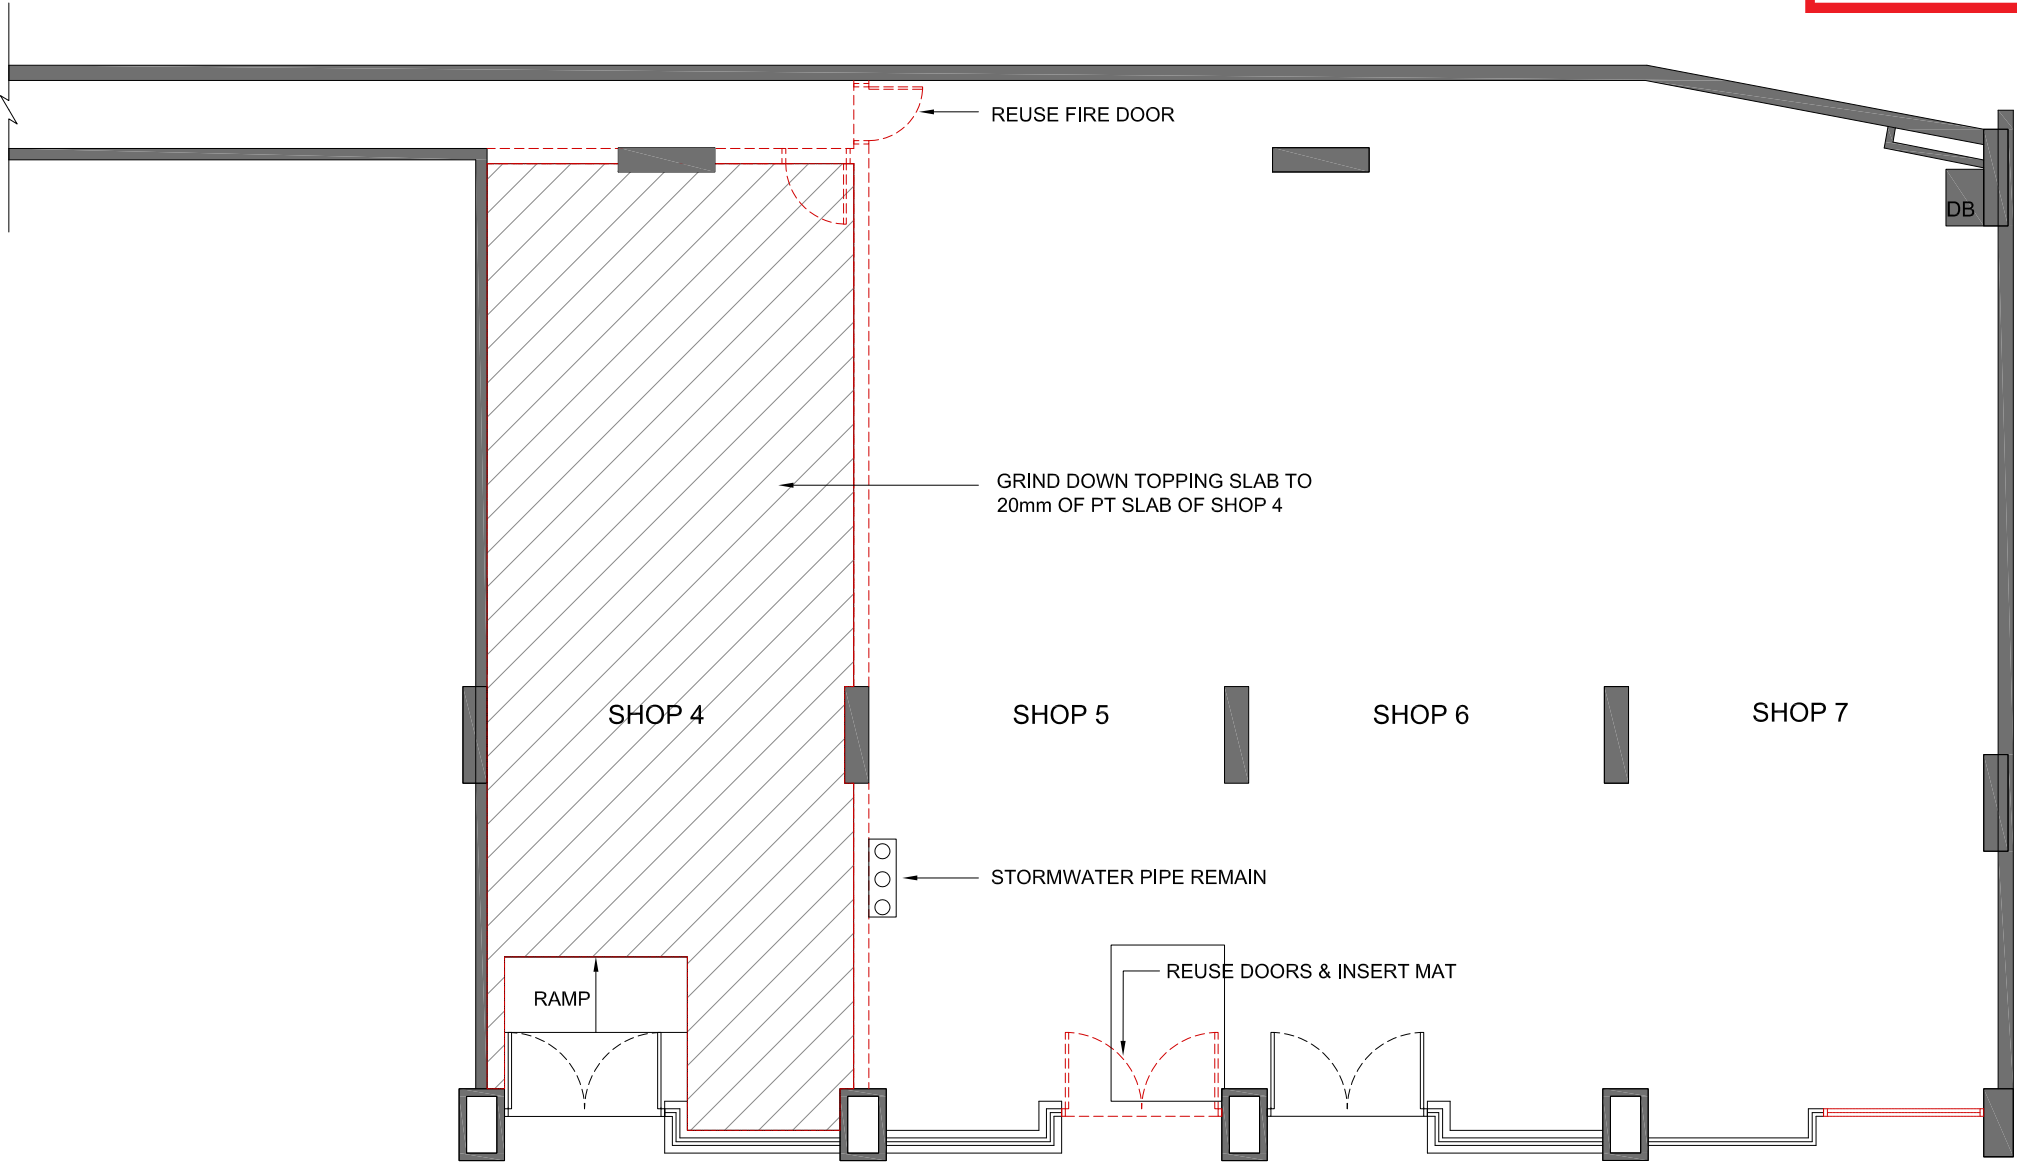 REUSE FIRE DOOR
DB
GRIND DOWN TOPPING SLAB TO
20mm OF PT SLAB OF SHOP 4
SHOP 4
SHOP 5
SHOP 6
SHOP 7
STORMWATER PIPE REMAIN
REUSE DOORS & INSERT MAT
RAMP